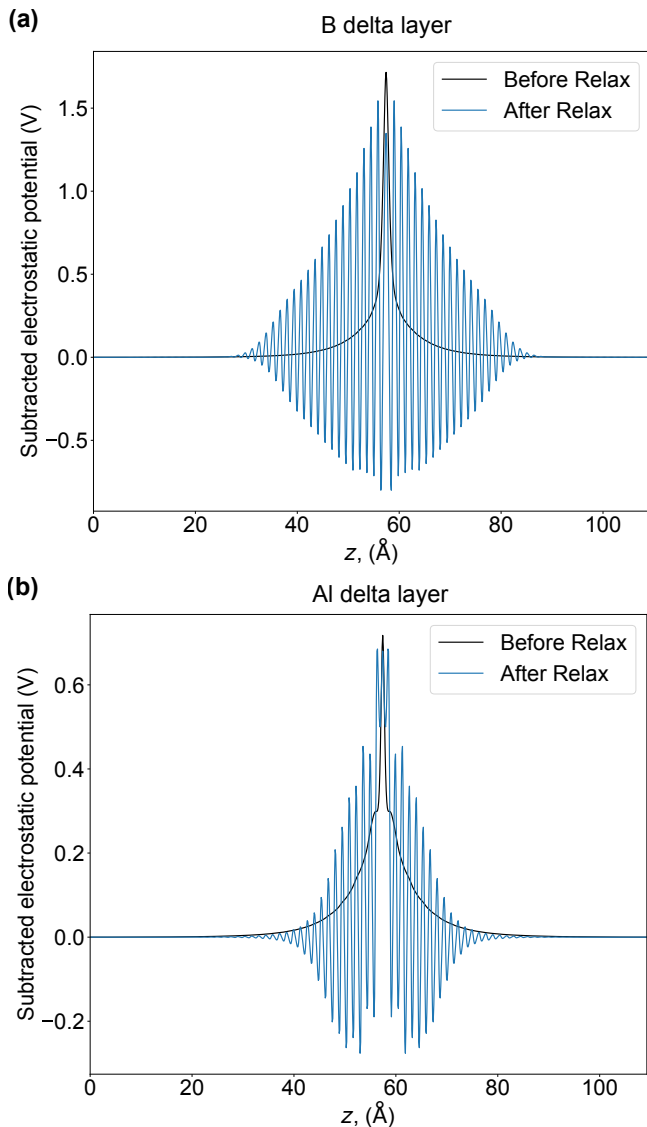 (a)
B delta layer
Before Relax
After Relax
Subtracted electrostatic potential (V)
1.5
1.0
0.5
0.0
−0.5
0 20 40 60 80 100
z, (Å)
(b)
Al delta layer
Before Relax
After Relax
Subtracted electrostatic potential (V)
0.6
0.4
0.2
0.0
−0.2
0 20 40 60 80 100
z, (Å)